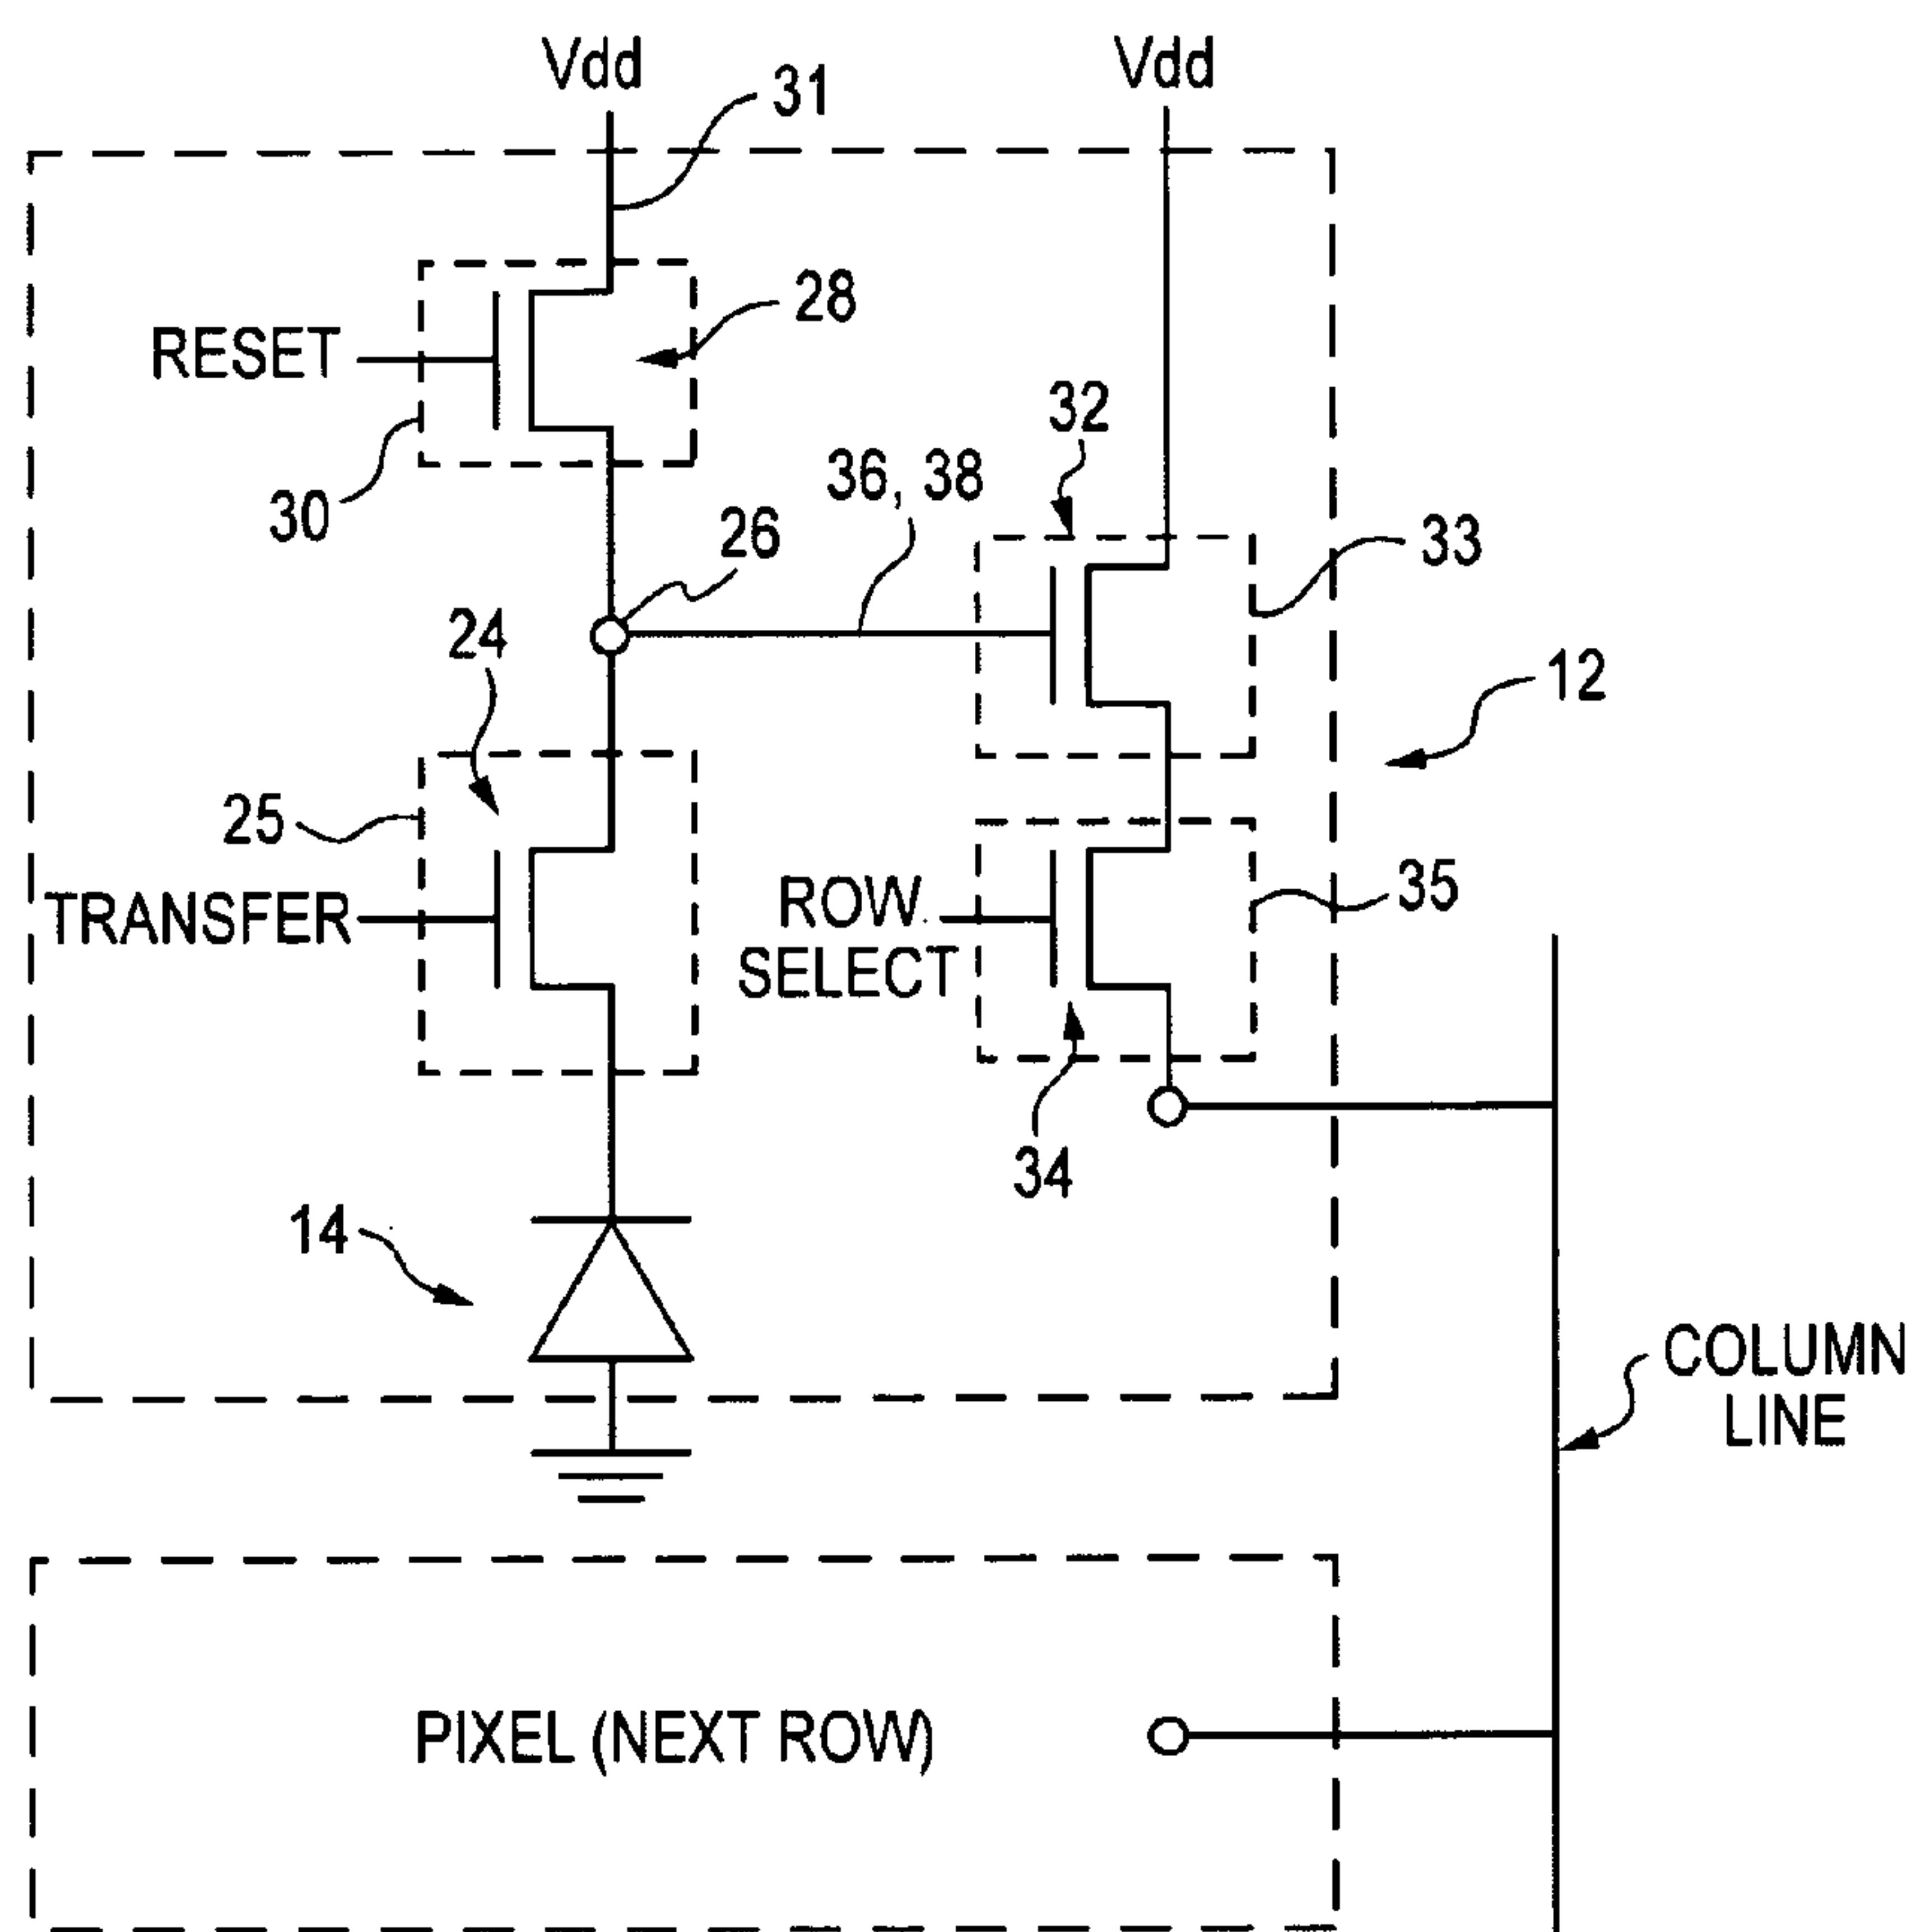 Vdd
Vdd
31
28
RESET
32
36, 38
30
26
33
24
12
25
35
ROW
TRANSFER
SELECT
34
14
COLUMN
LINE
PIXEL (NEXT ROW)